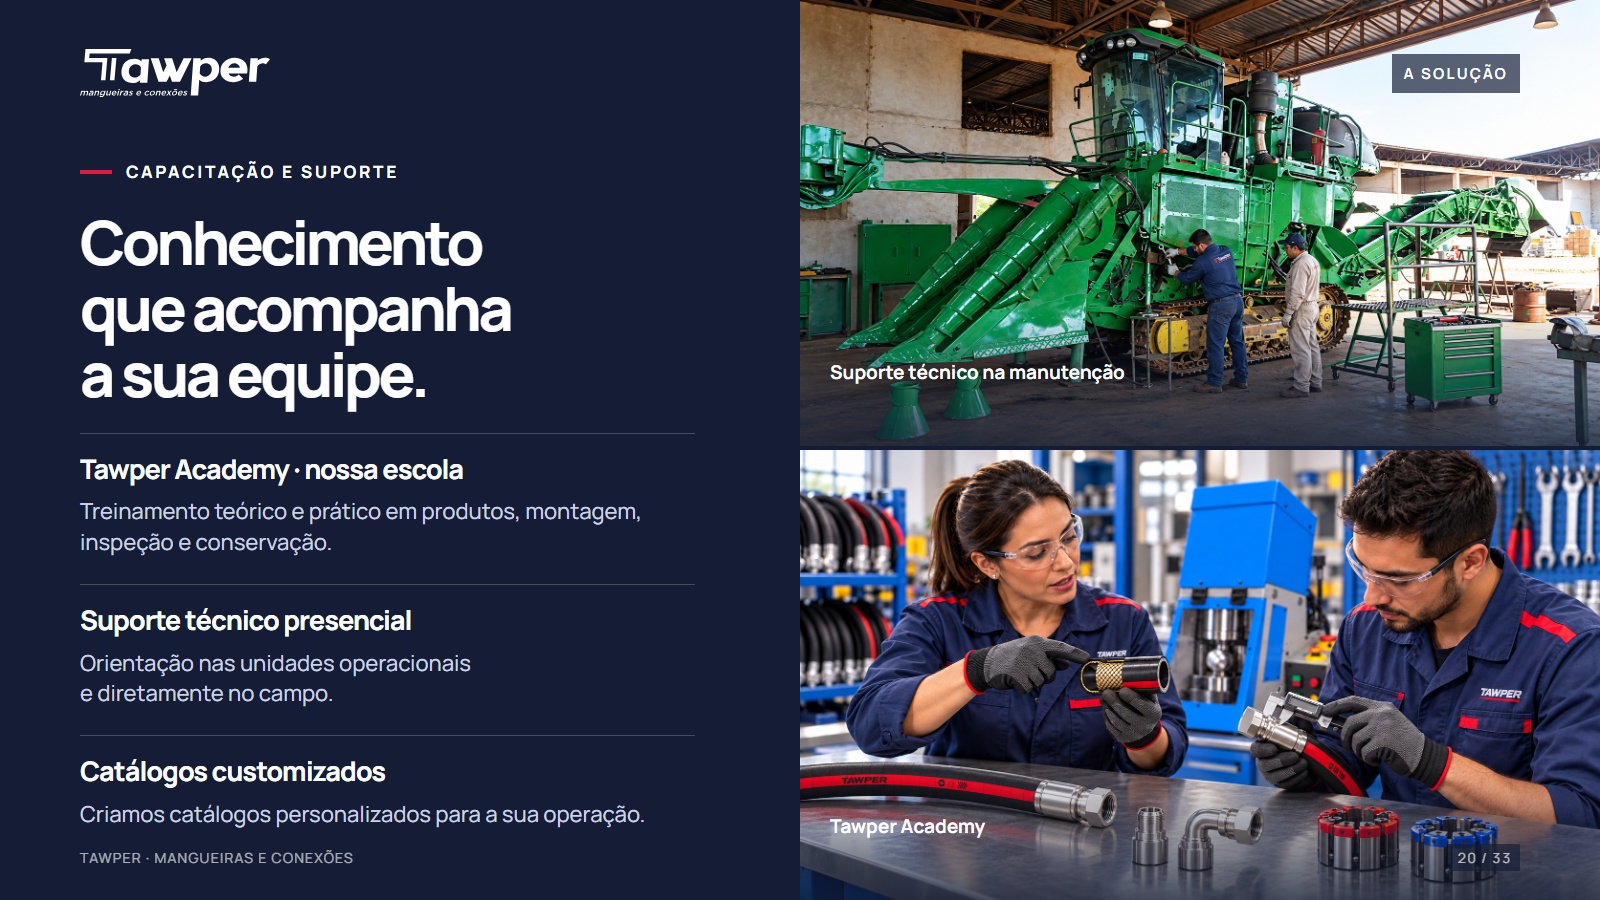 Tawper
mangueiras e conexões
A SOLUÇÃO
CAPACITAÇÃO E SUPORTE
Conhecimento
que acompanha
a sua equipe.
Tawper Academy · nossa escola
Treinamento teórico e prático em produtos, montagem,
inspeção e conservação.
Suporte técnico presencial
Orientação nas unidades operacionais
e diretamente no campo.
Catálogos customizados
Criamos catálogos personalizados para a sua operação.
TAWPER · MANGUEIRAS E CONEXÕES
Suporte técnico na manutenção
TAWPER
TAWPER
TAWPER
Tawper Academy
20 / 33